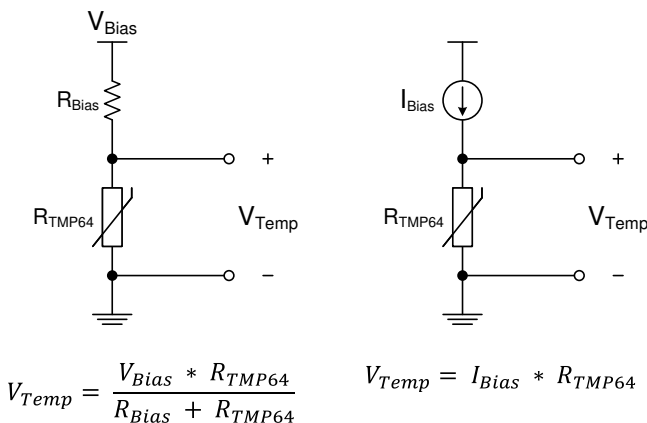 VBias
RBias
+
RTMP64
VTemp
−
IBias
+
RTMP64
VTemp
−
VTemp = VBias * RTMP64 / RBias + RTMP64
VTemp = IBias * RTMP64